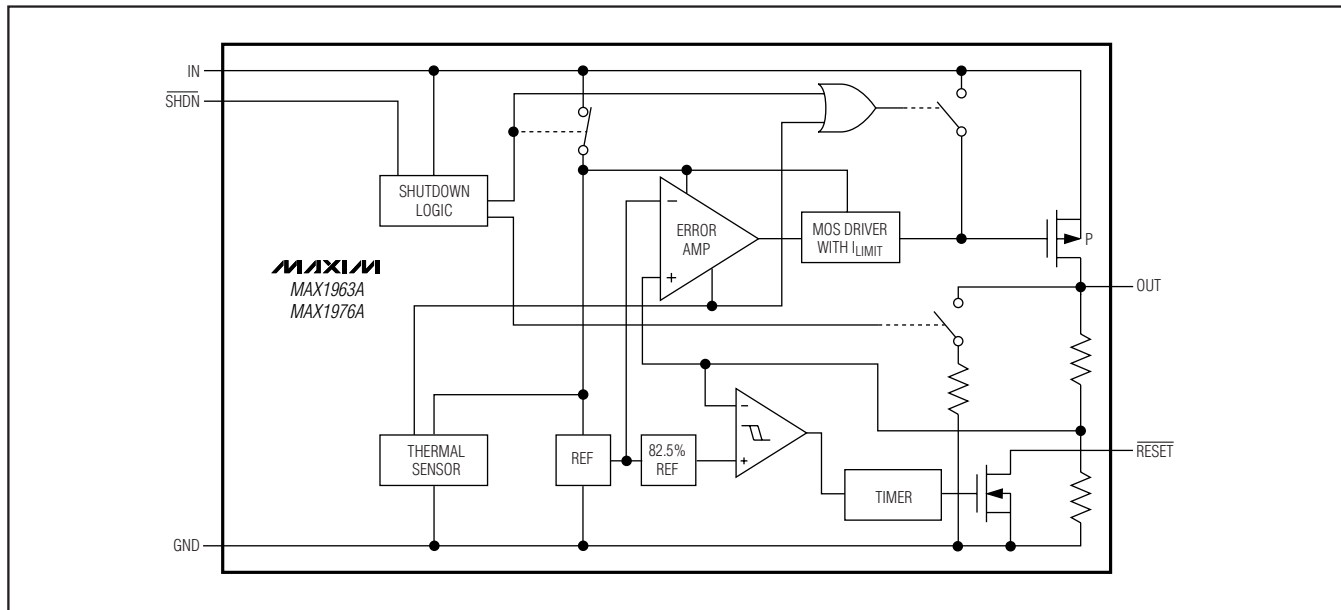 IN
SHDN
SHUTDOWN
LOGIC
−
ERROR
AMP
+
MOS DRIVER
WITH ILIMIT
P
MAXIM
MAX1963A
MAX1976A
OUT
−
+
THERMAL
SENSOR
REF
82.5%
REF
TIMER
RESET
GND